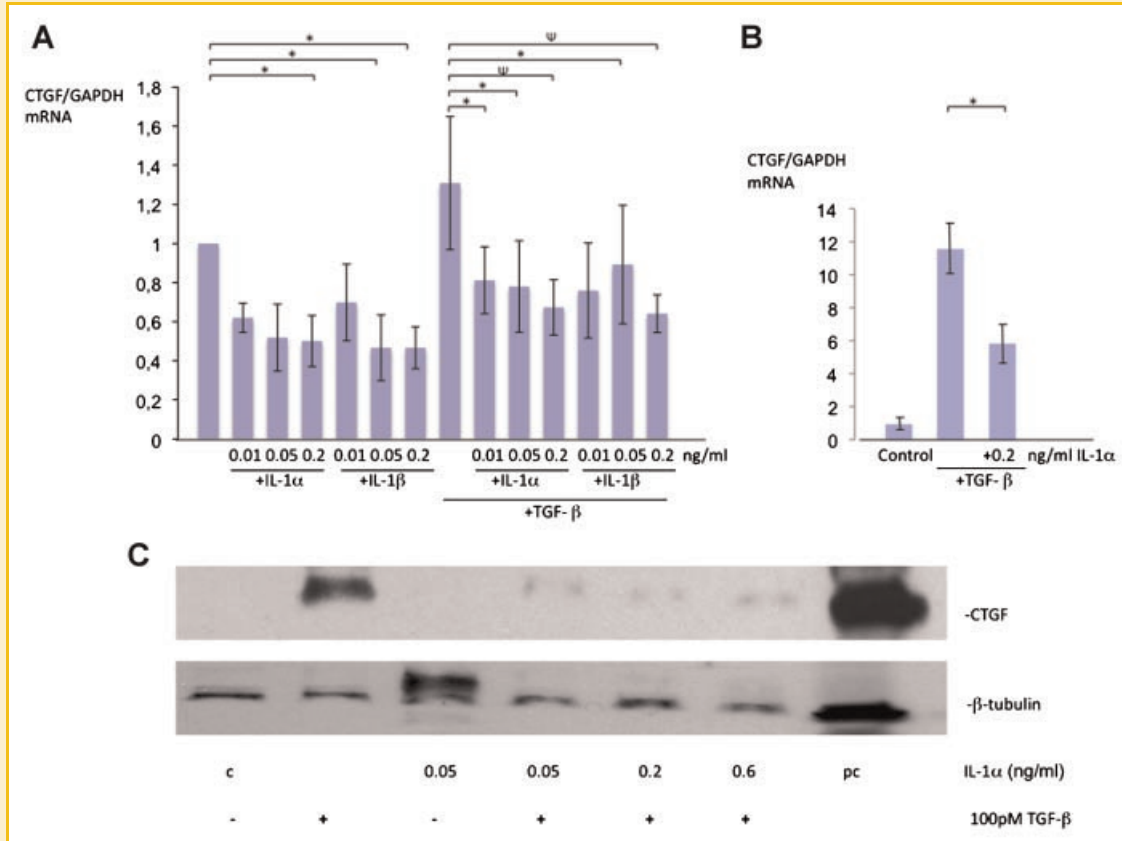 A
* ψ
* *
* ψ
*
*
CTGF/GAPDH
mRNA
1,8
1,6
1,4
1,2
1
0,8
0,6
0,4
0,2
0
0.01 0.05 0.2 0.01 0.05 0.2 0.01 0.05 0.2 0.01 0.05 0.2 ng/ml
+IL-1α +IL-1β +IL-1α +IL-1β
+TGF- β
B
*
CTGF/GAPDH
mRNA
14
12
10
8
6
4
2
0
Control +0.2 ng/ml IL-1α
+TGF- β
C
-CTGF
-β-tubulin
c 0.05 0.05 0.2 0.6 pc IL-1α (ng/ml)
- + - + + + 100pM TGF-β